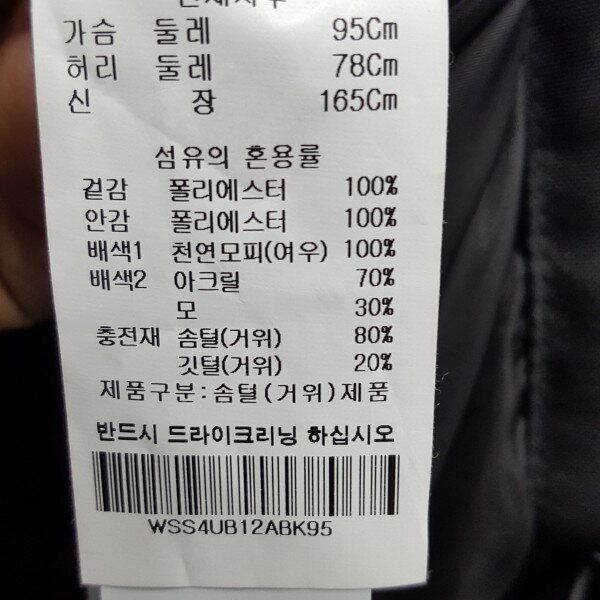 가슴 둘레 95Cm
허리 둘레 78Cm
신 장 165Cm
섬유의 혼용률
겉감 폴리에스터 100%
안감 폴리에스터 100%
배색1 천연모피(여우) 100%
배색2 아크릴 70%
모 30%
충전재 솜털(거위) 80%
깃털(거위) 20%
제품구분:솜털(거위)제품
반드시 드라이크리닝 하십시오
WSS4UB12ABK95